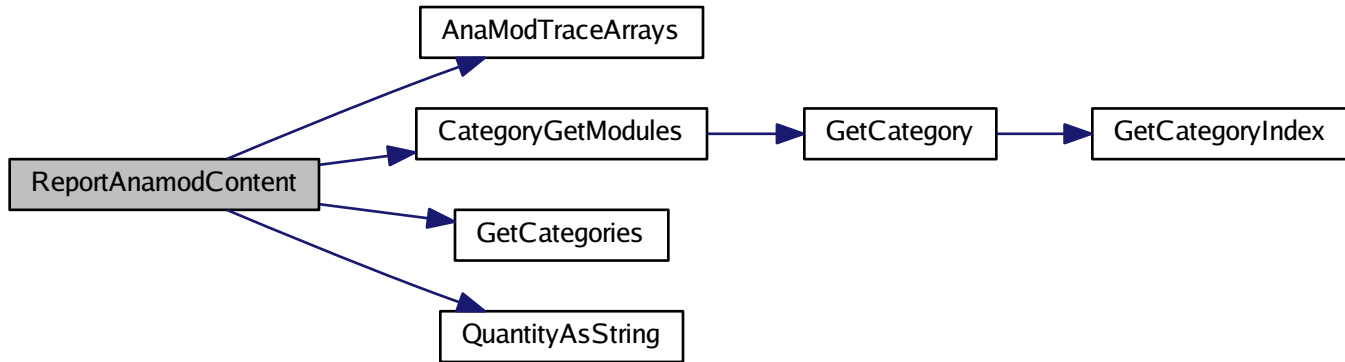 AnaModTraceArrays
CategoryGetModules
GetCategory
GetCategoryIndex
ReportAnamodContent
GetCategories
QuantityAsString